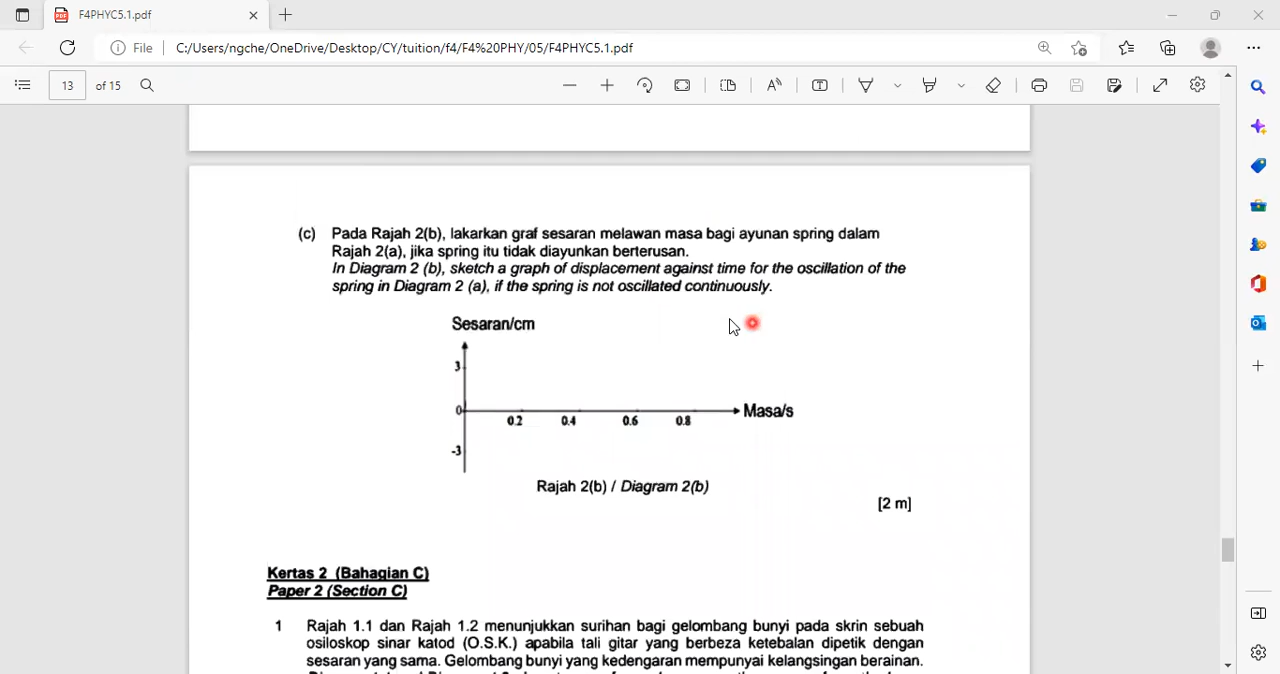 F4PHYC5.1.pdf
File
C:/Users/ngche/OneDrive/Desktop/CY/tuition/f4/F4%20PHY/05/F4PHYC5.1.pdf
13 of 15
(c) Pada Rajah 2(b), lakarkan graf sesaran melawan masa bagi ayunan spring dalam
Rajah 2(a), jika spring itu tidak diayunkan berterusan.
In Diagram 2 (b), sketch a graph of displacement against time for the oscillation of the
spring in Diagram 2 (a), if the spring is not oscillated continuously.
Sesaran/cm
3
0
Masa/s
0.2 0.4 0.6 0.8
-3
Rajah 2(b) / Diagram 2(b)
[2 m]
Kertas 2 (Bahagian C)
Paper 2 (Section C)
1 Rajah 1.1 dan Rajah 1.2 menunjukkan surihan bagi gelombang bunyi pada skrin sebuah
osiloskop sinar katod (O.S.K.) apabila tali gitar yang berbeza ketebalan dipetik dengan
sesaran yang sama. Gelombang bunyi yang kedengaran mempunyai kelangsingan berainan.